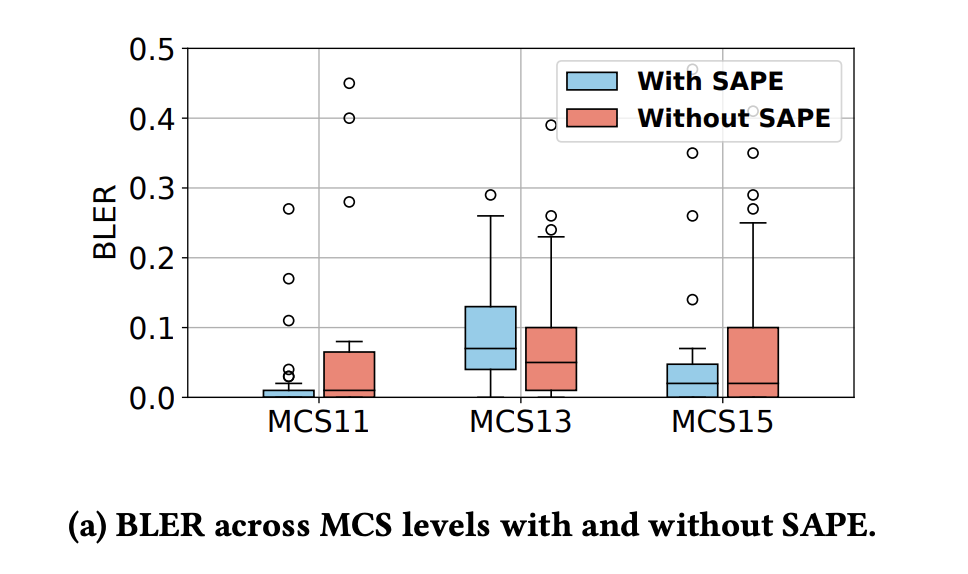 0.5
0.4
0.3
0.2
0.1
0.0
BLER
With SAPE
Without SAPE
MCS11 MCS13 MCS15
(a) BLER across MCS levels with and without SAPE.